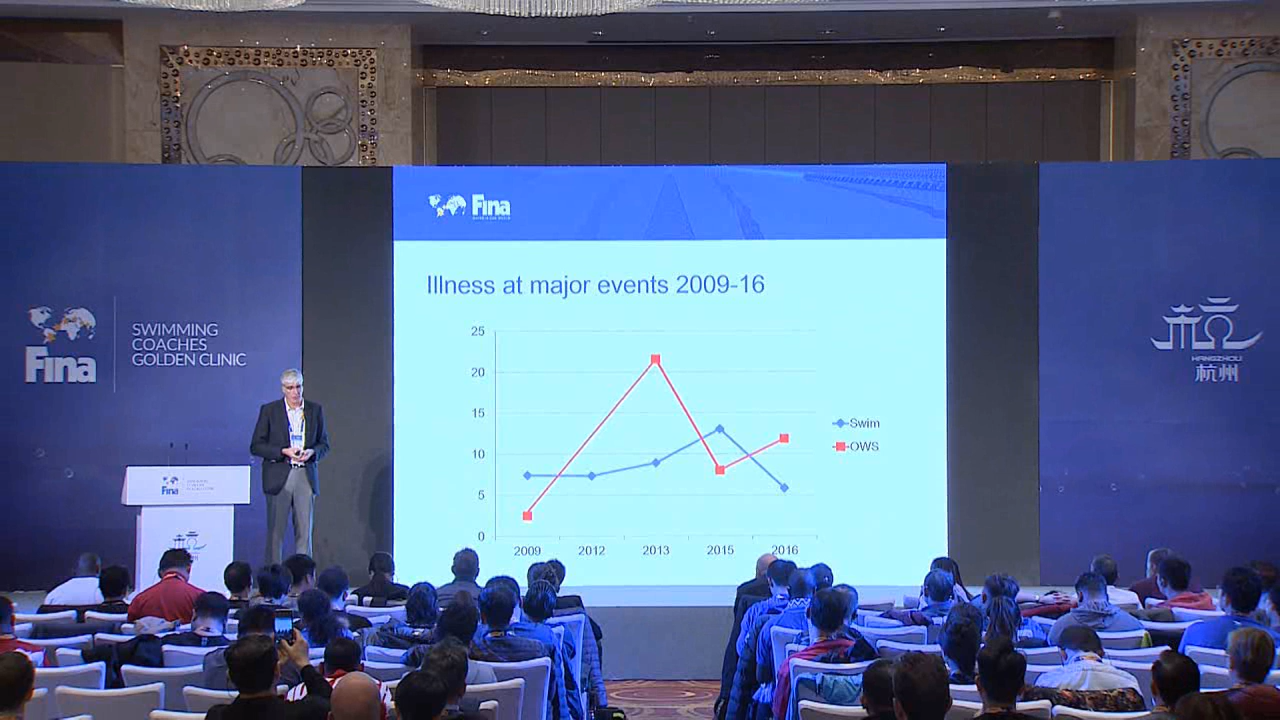 Fina
Illness at major events 2009-16
25
20
15
10
5
0
2009
2012
2013
2015
2016
Swim
OWS
Fina
SWIMMING
COACHES
GOLDEN CLINIC
HANGZHOU
杭州
Fina